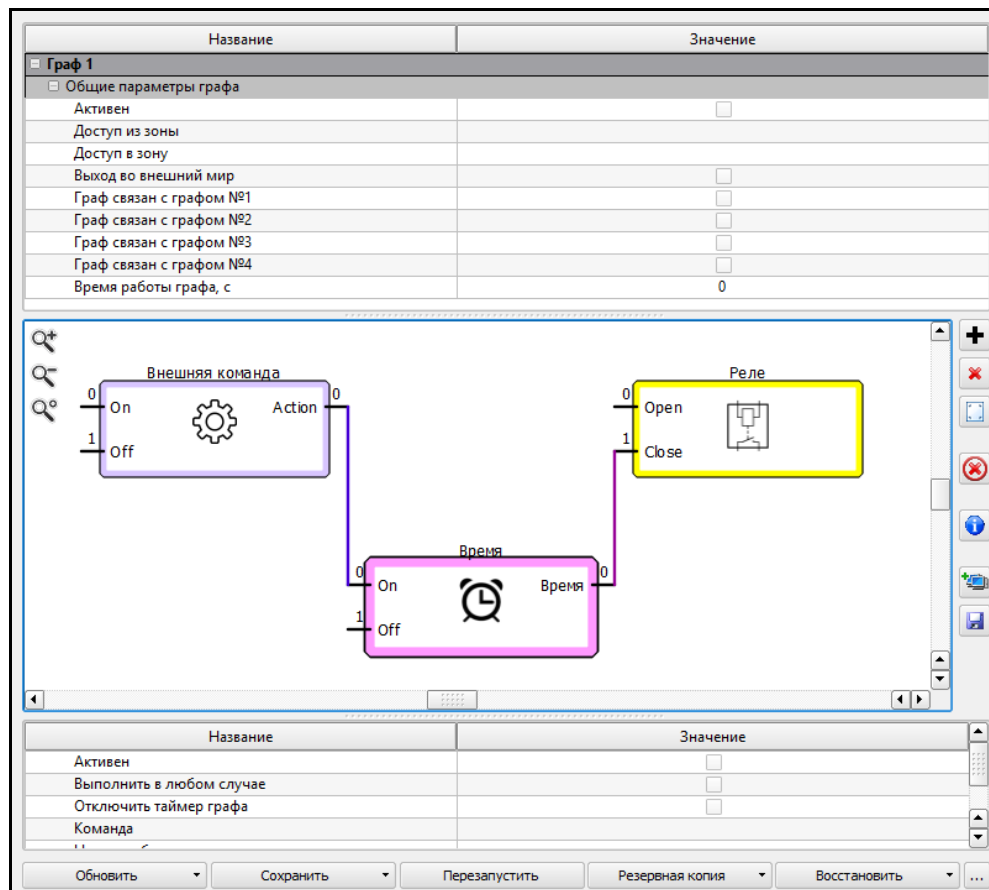 Название Значение
Граф 1
Общие параметры графа
Активен
Доступ из зоны
Доступ в зону
Выход во внешний мир
Граф связан с графом №1
Граф связан с графом №2
Граф связан с графом №3
Граф связан с графом №4
Время работы графа, с 0
Внешняя команда Реле
0 0 0
On Action Open
1 1
Off Close
Время
0 0
On Время
1
Off
Название Значение
Активен
Выполнить в любом случае
Отключить таймер графа
Команда
Обновить Сохранить Перезапустить Резервная копия Восстановить ...